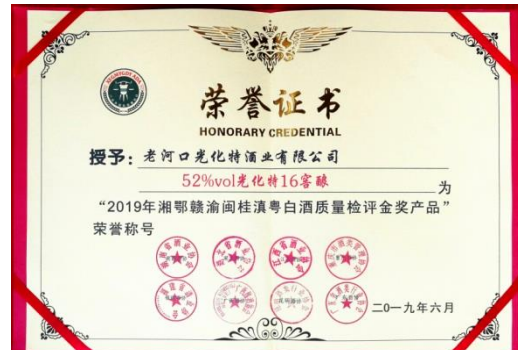 荣誉证书
HONORARY CREDENTIAL
授予：老河口光化特酒业有限公司
52%vol光化特16窖酿 为
“2019年湘鄂赣渝闽桂滇粤白酒质量检评金奖产品”
荣誉称号
二〇一九年六月